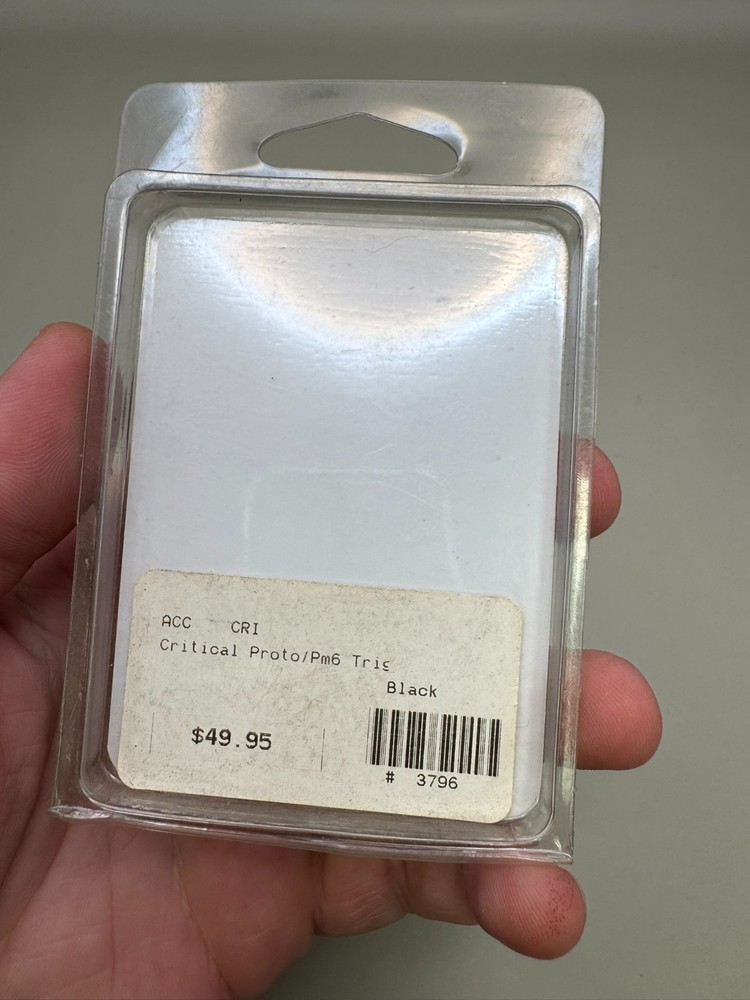 ACC CRI
Critical Proto/Pm6 Trig
Black
$49.95
# 3796